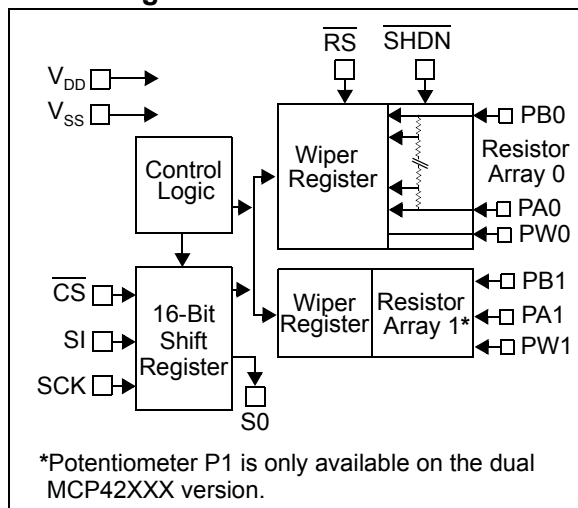 RS SHDN
VDD
VSS
PB0
Wiper
Register
Resistor
Array 0
Control
Logic
PA0
PW0
CS
SI
SCK
16-Bit
Shift
Register
Wiper
Register
Resistor
Array 1*
PB1
PA1
PW1
S0
*Potentiometer P1 is only available on the dual
MCP42XXX version.